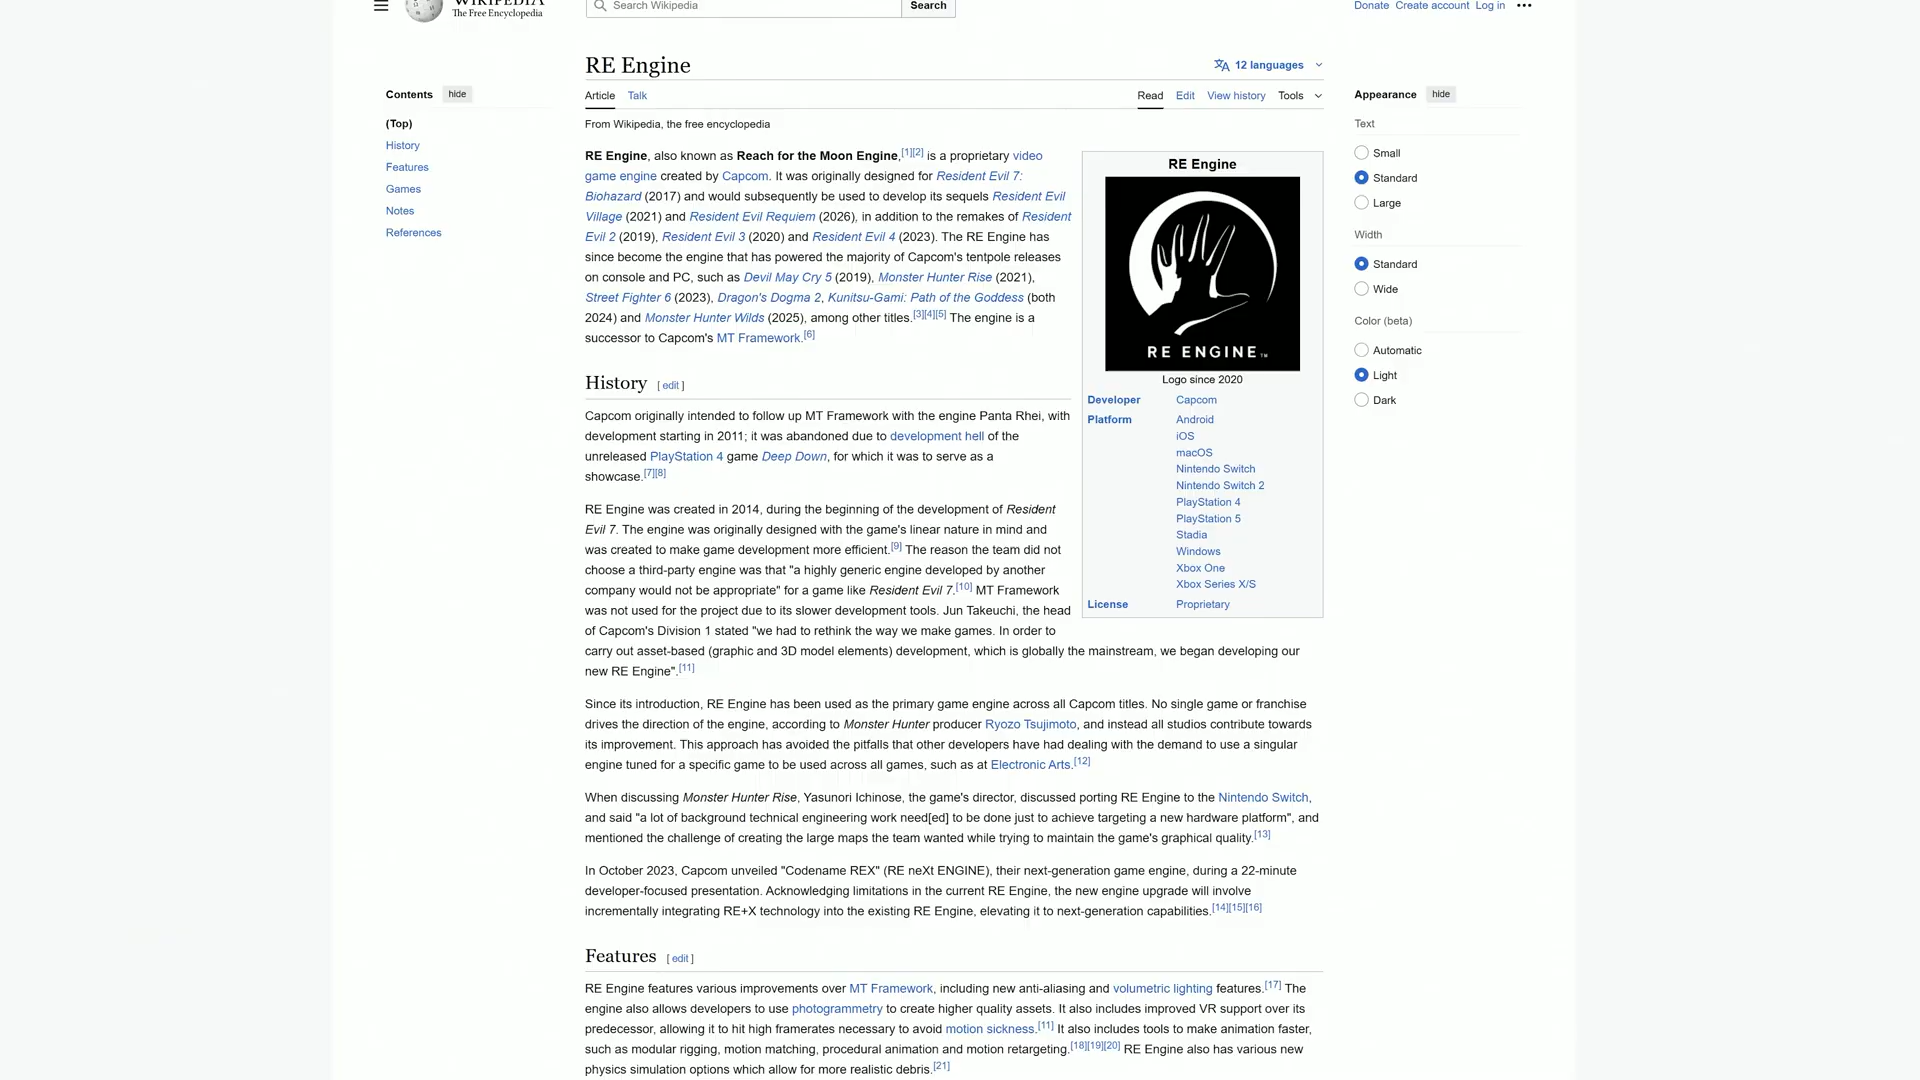 WIKIPEDIA
The Free Encyclopedia
Search Wikipedia
Search
Donate Create account Log in
RE Engine
12 languages
Article Talk
Read Edit View history Tools
From Wikipedia, the free encyclopedia
Contents hide
(Top)
History
Features
Games
Notes
References
RE Engine, also known as Reach for the Moon Engine,[1][2] is a proprietary video
game engine created by Capcom. It was originally designed for Resident Evil 7:
Biohazard (2017) and would subsequently be used to develop its sequels Resident Evil
Village (2021) and Resident Evil Requiem (2026), in addition to the remakes of Resident
Evil 2 (2019), Resident Evil 3 (2020) and Resident Evil 4 (2023). The RE Engine has
since become the engine that has powered the majority of Capcom's tentpole releases
on console and PC, such as Devil May Cry 5 (2019), Monster Hunter Rise (2021),
Street Fighter 6 (2023), Dragon's Dogma 2, Kunitsu-Gami: Path of the Goddess (both
2024) and Monster Hunter Wilds (2025), among other titles.[3][4][5] The engine is a
successor to Capcom's MT Framework.[6]
History [ edit ]
Capcom originally intended to follow up MT Framework with the engine Panta Rhei, with
development starting in 2011; it was abandoned due to development hell of the
unreleased PlayStation 4 game Deep Down, for which it was to serve as a
showcase.[7][8]
RE Engine was created in 2014, during the beginning of the development of Resident
Evil 7. The engine was originally designed with the game's linear nature in mind and
was created to make game development more efficient.[9] The reason the team did not
choose a third-party engine was that "a highly generic engine developed by another
company would not be appropriate" for a game like Resident Evil 7.[10] MT Framework
was not used for the project due to its slower development tools. Jun Takeuchi, the head
of Capcom's Division 1 stated "we had to rethink the way we make games. In order to
carry out asset-based (graphic and 3D model elements) development, which is globally the mainstream, we began developing our
new RE Engine".[11]
Since its introduction, RE Engine has been used as the primary game engine across all Capcom titles. No single game or franchise
drives the direction of the engine, according to Monster Hunter producer Ryozo Tsujimoto, and instead all studios contribute towards
its improvement. This approach has avoided the pitfalls that other developers have had dealing with the demand to use a singular
engine tuned for a specific game to be used across all games, such as at Electronic Arts.[12]
When discussing Monster Hunter Rise, Yasunori Ichinose, the game's director, discussed porting RE Engine to the Nintendo Switch,
and said "a lot of background technical engineering work need[ed] to be done just to achieve targeting a new hardware platform", and
mentioned the challenge of creating the large maps the team wanted while trying to maintain the game's graphical quality.[13]
In October 2023, Capcom unveiled "Codename REX" (RE neXt ENGINE), their next-generation game engine, during a 22-minute
developer-focused presentation. Acknowledging limitations in the current RE Engine, the new engine upgrade will involve
incrementally integrating RE+X technology into the existing RE Engine, elevating it to next-generation capabilities.[14][15][16]
Features [ edit ]
RE Engine features various improvements over MT Framework, including new anti-aliasing and volumetric lighting features.[17] The
engine also allows developers to use photogrammetry to create higher quality assets. It also includes improved VR support over its
predecessor, allowing it to hit high framerates necessary to avoid motion sickness.[11] It also includes tools to make animation faster,
such as modular rigging, motion matching, procedural animation and motion retargeting.[18][19][20] RE Engine also has various new
physics simulation options which allow for more realistic debris.[21]
RE Engine
RE ENGINE™
Logo since 2020
Developer Capcom
Platform Android
iOS
macOS
Nintendo Switch
Nintendo Switch 2
PlayStation 4
PlayStation 5
Stadia
Windows
Xbox One
Xbox Series X/S
License Proprietary
Appearance hide
Text
Small
Standard
Large
Width
Standard
Wide
Color (beta)
Automatic
Light
Dark